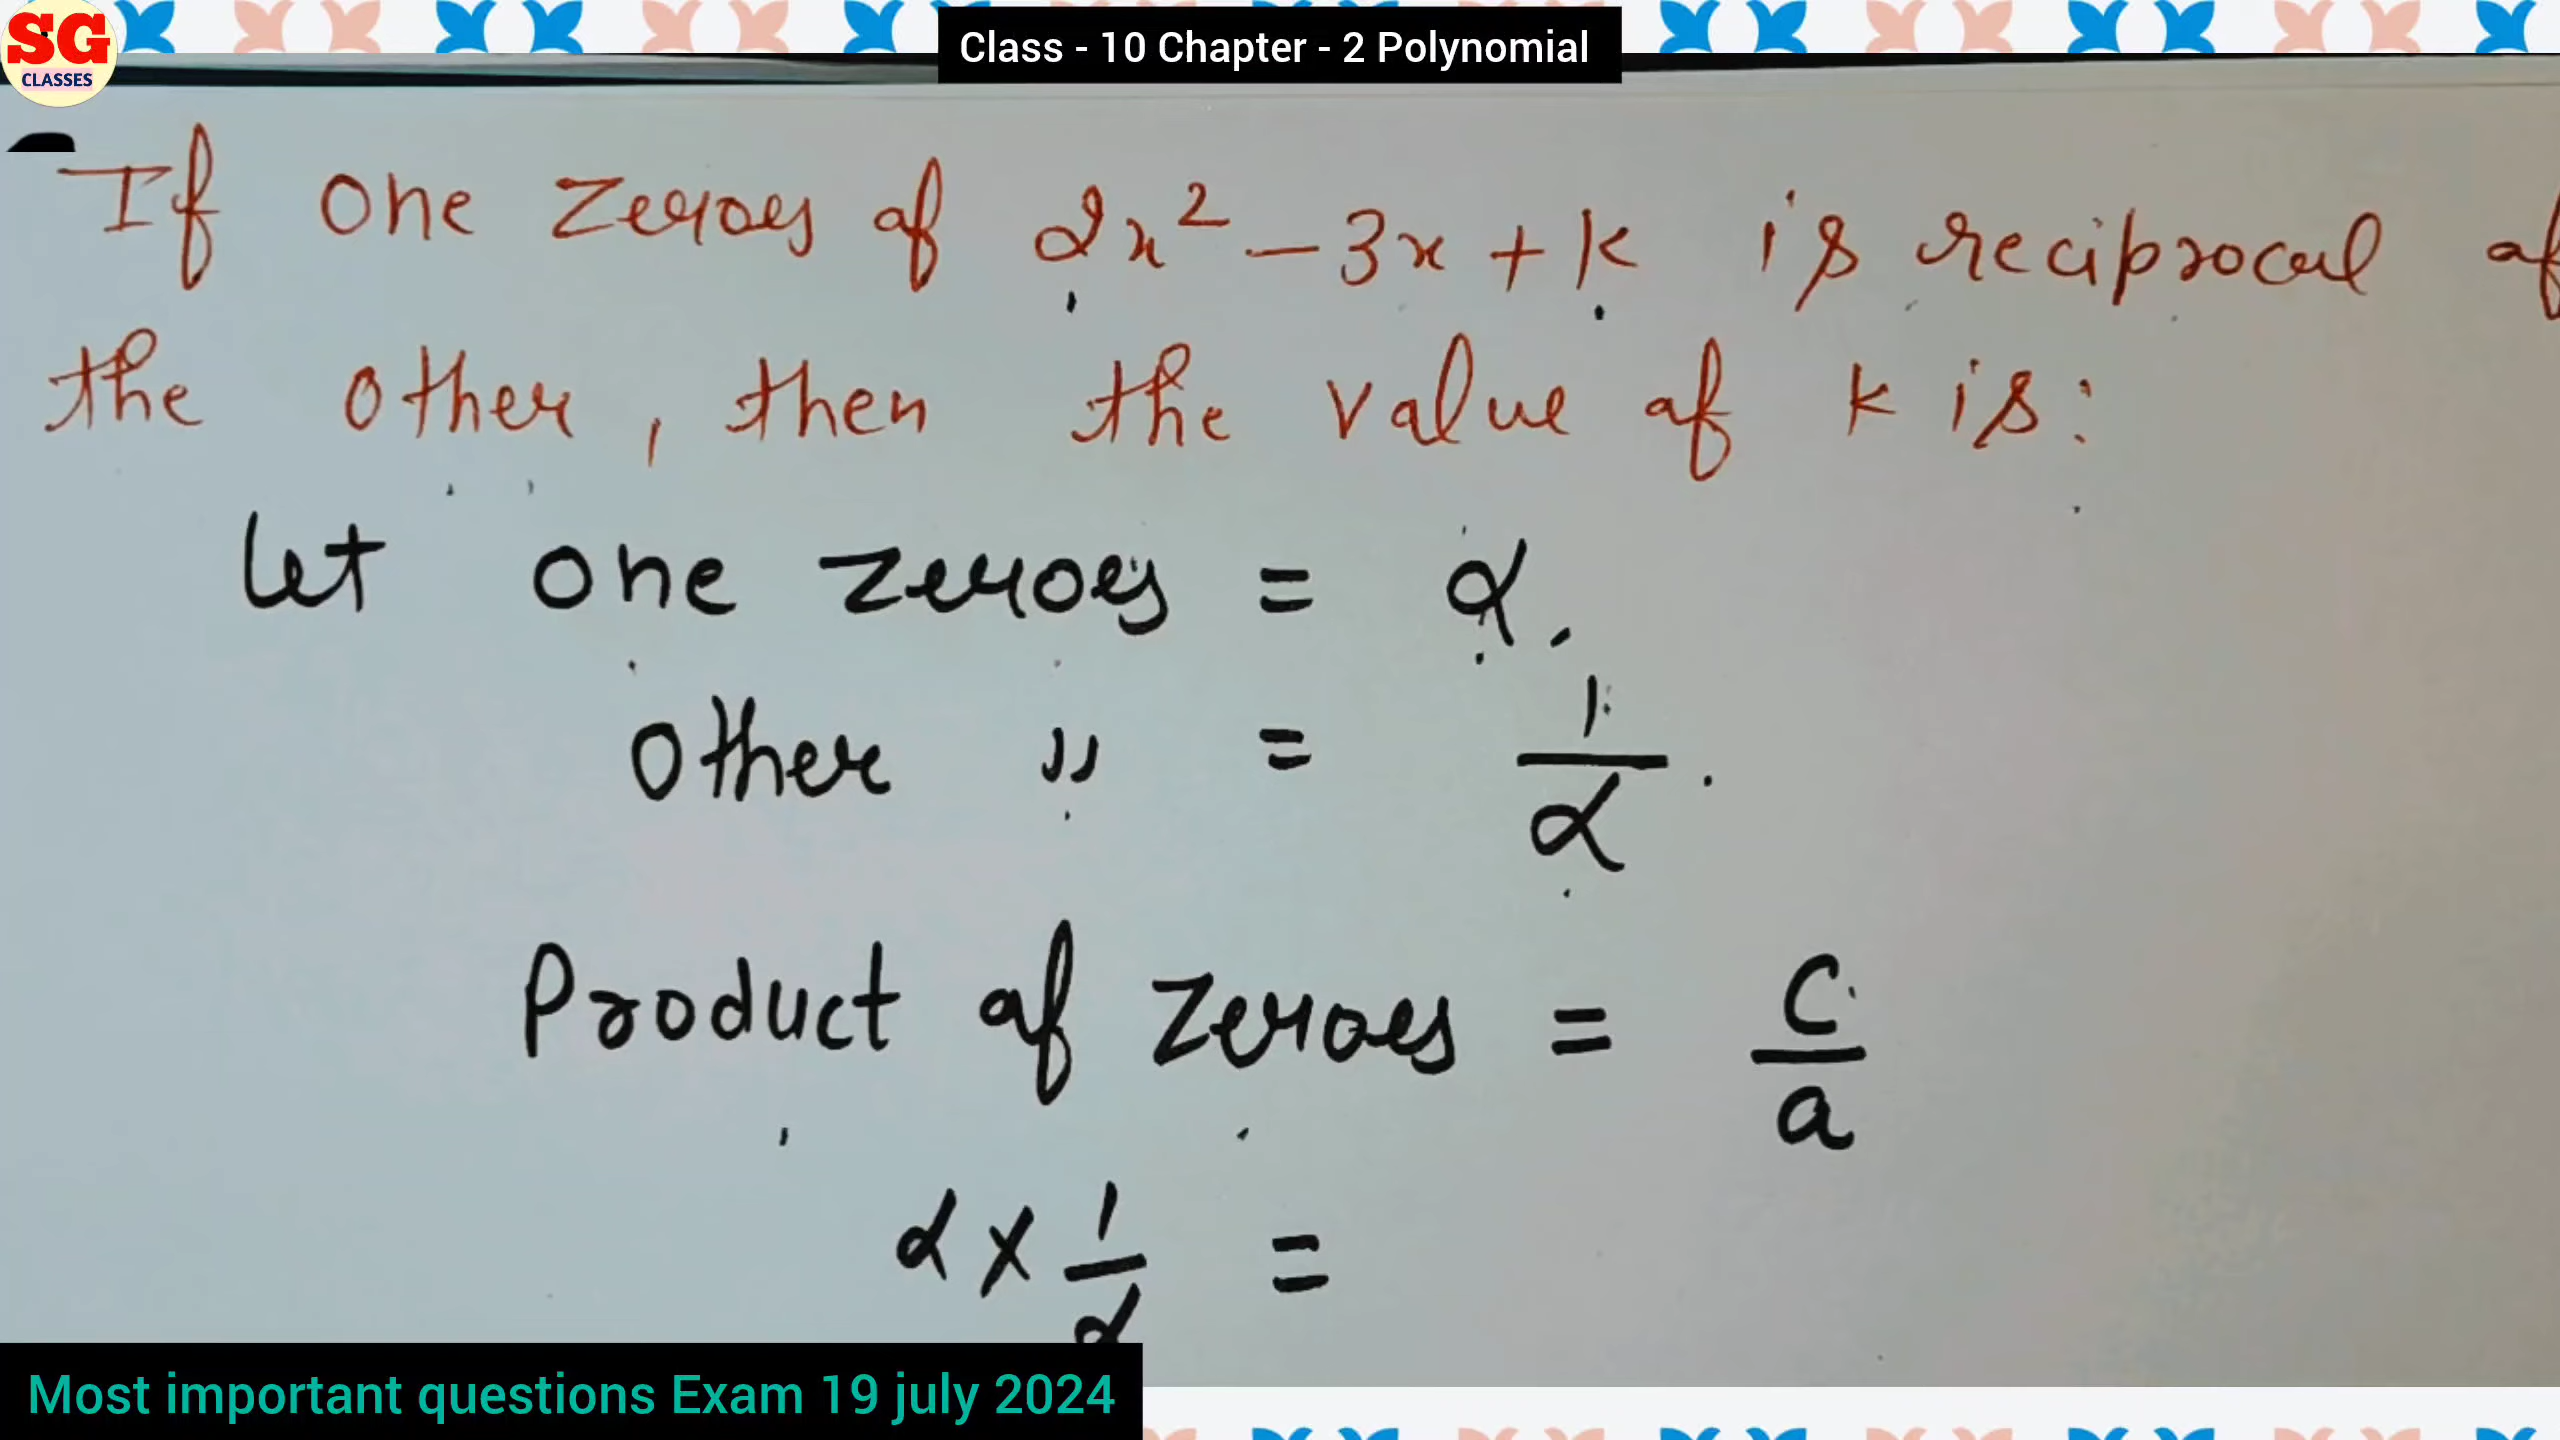 SG
CLASSES
Class - 10 Chapter - 2 Polynomial
If one zeroes of 2x² - 3x + k is reciprocal of
the other, then the value of k is:
Let one zeroes = α.
Other " = 1/α.
Product of zeroes = c/a
α × 1/α =
Most important questions Exam 19 july 2024